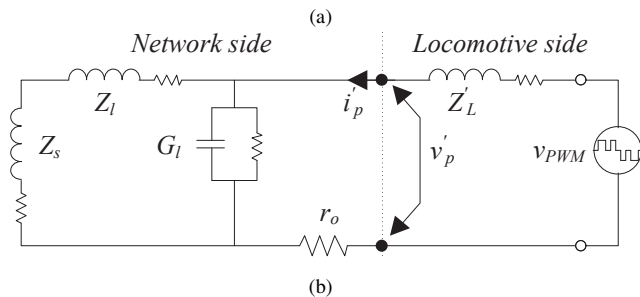 (a)
Network side
Locomotive side
Z_l
i'_p
Z'_L
Z_s
G_l
v'_p
v_PWM
r_o
(b)